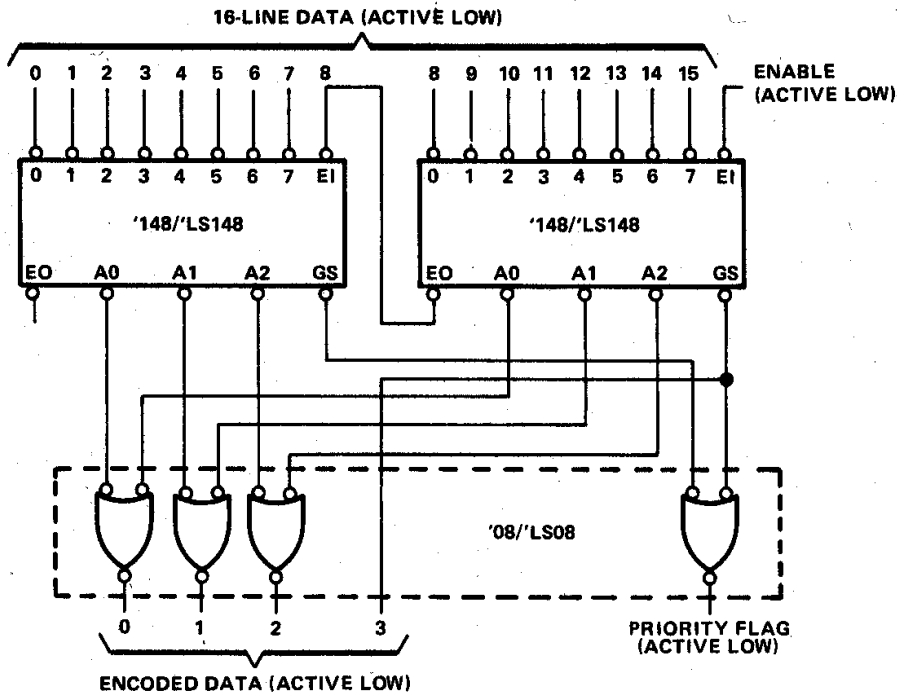 16-LINE DATA (ACTIVE LOW)
0 1 2 3 4 5 6 7 8 8 9 10 11 12 13 14 15 ENABLE
(ACTIVE LOW)
0 1 2 3 4 5 6 7 EI 0 1 2 3 4 5 6 7 EI
'148/'LS148 '148/'LS148
EO A0 A1 A2 GS EO A0 A1 A2 GS
'08/'LS08
0 1 2 3 PRIORITY FLAG
(ACTIVE LOW)
ENCODED DATA (ACTIVE LOW)